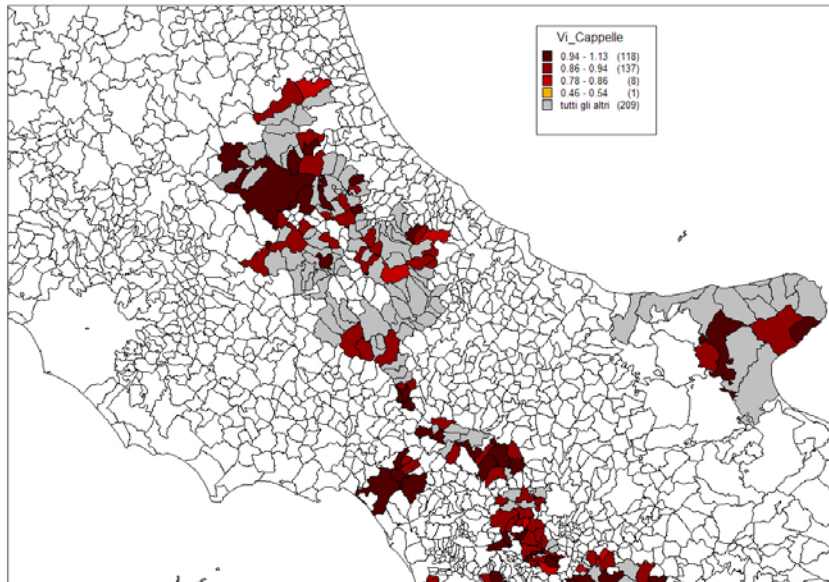 Vi_Cappelle
0.94 - 1.13 (118)
0.86 - 0.94 (137)
0.78 - 0.86 (8)
0.46 - 0.54 (1)
tutti gli altri (209)